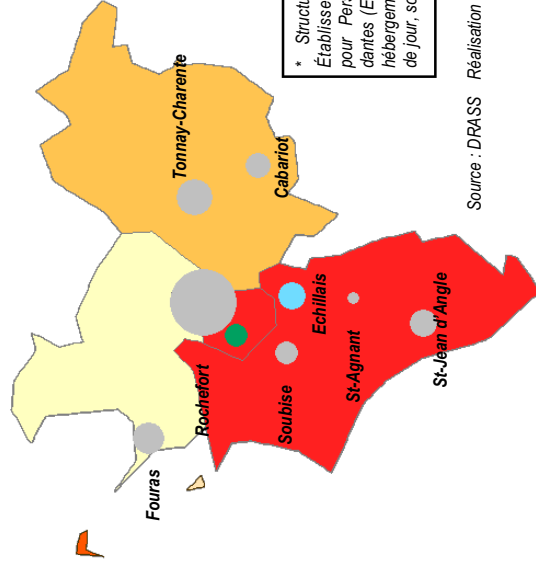 Tonnay-Charente
Cabariot
Rochefort
Echillais
Fouras
Soubise
St-Agnant
St-Jean d'Angle
* Struct
Établisse
pour Per
dantes (E
hébergem
de jour, so
Source : DRASS Réalisation